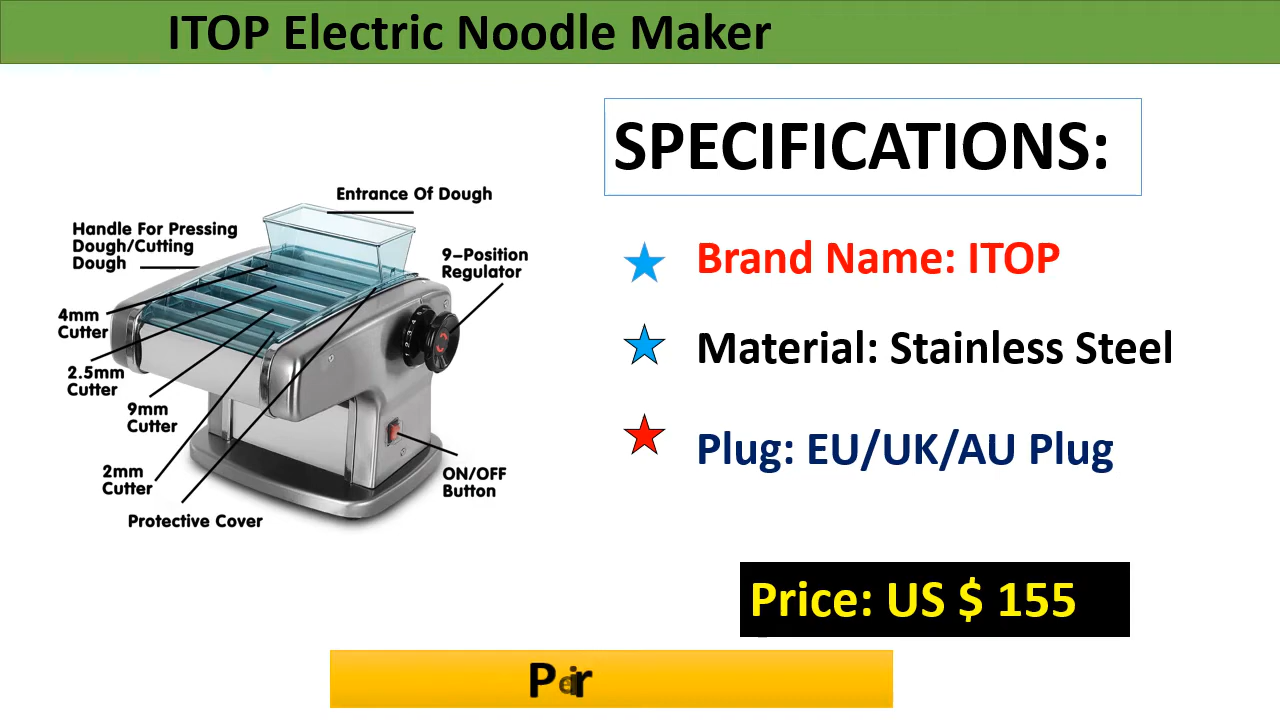 ITOP Electric Noodle Maker
SPECIFICATIONS:
Entrance Of Dough
Handle For Pressing
Dough/Cutting
Dough
9-Position
Regulator
4mm
Cutter
2.5mm
Cutter
9mm
Cutter
2mm
Cutter
Protective Cover
ON/OFF
Button
Brand Name: ITOP
Material: Stainless Steel
Plug: EU/UK/AU Plug
Price: US $ 155